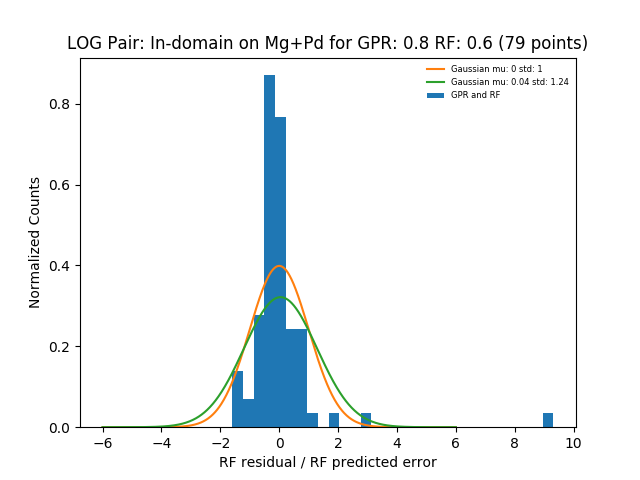 LOG Pair: In-domain on Mg+Pd for GPR: 0.8 RF: 0.6 (79 points)
Gaussian mu: 0 std: 1
Gaussian mu: 0.04 std: 1.24
GPR and RF
Normalized Counts
0.8
0.6
0.4
0.2
0.0
−6 −4 −2 0 2 4 6 8 10
RF residual / RF predicted error